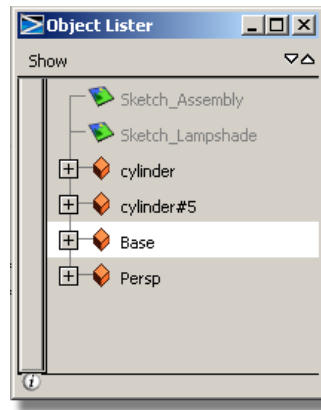 Object Lister
Show
Sketch_Assembly
Sketch_Lampshade
cylinder
cylinder#5
Base
Persp